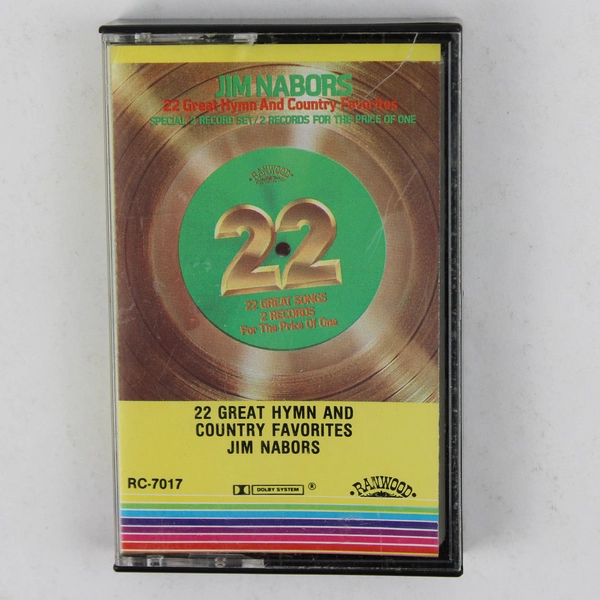 JIM NABORS
22 Great Hymn And Country Favorites
SPECIAL 2 RECORD SET/2 RECORDS FOR THE PRICE OF ONE
RANWOOD
22
22 GREAT SONGS
2 RECORDS
For The Price Of One
22 GREAT HYMN AND
COUNTRY FAVORITES
JIM NABORS
RC-7017
DOLBY SYSTEM ®
RANWOOD